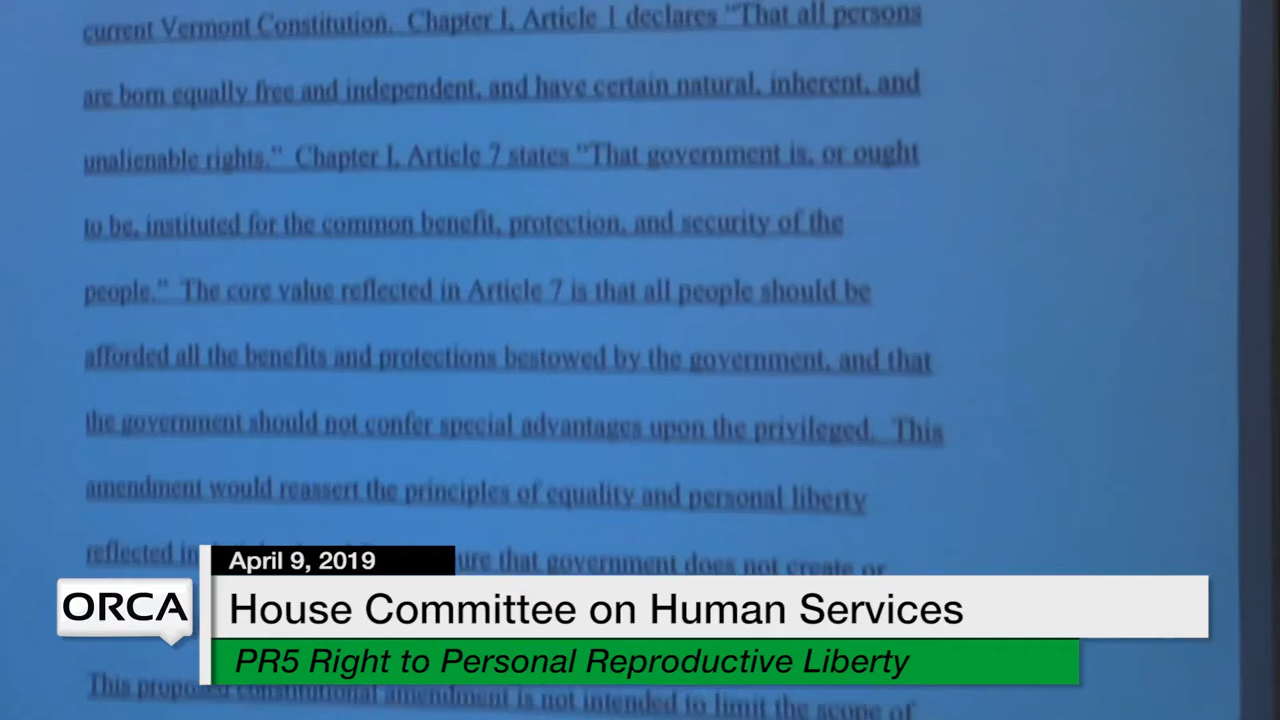 current Vermont Constitution. Chapter I, Article 1 declares "That all persons
are born equally free and independent, and have certain natural, inherent, and
unalienable rights." Chapter I, Article 7 states "That government is, or ought
to be, instituted for the common benefit, protection, and security of the
people." The core value reflected in Article 7 is that all people should be
afforded all the benefits and protections bestowed by the government, and that
the government should not confer special advantages upon the privileged. This
amendment would reassert the principles of equality and personal liberty
reflected in that government does not create or
April 9, 2019
ORCA
House Committee on Human Services
PR5 Right to Personal Reproductive Liberty
This proposed constitutional amendment is not intended to limit the scope of